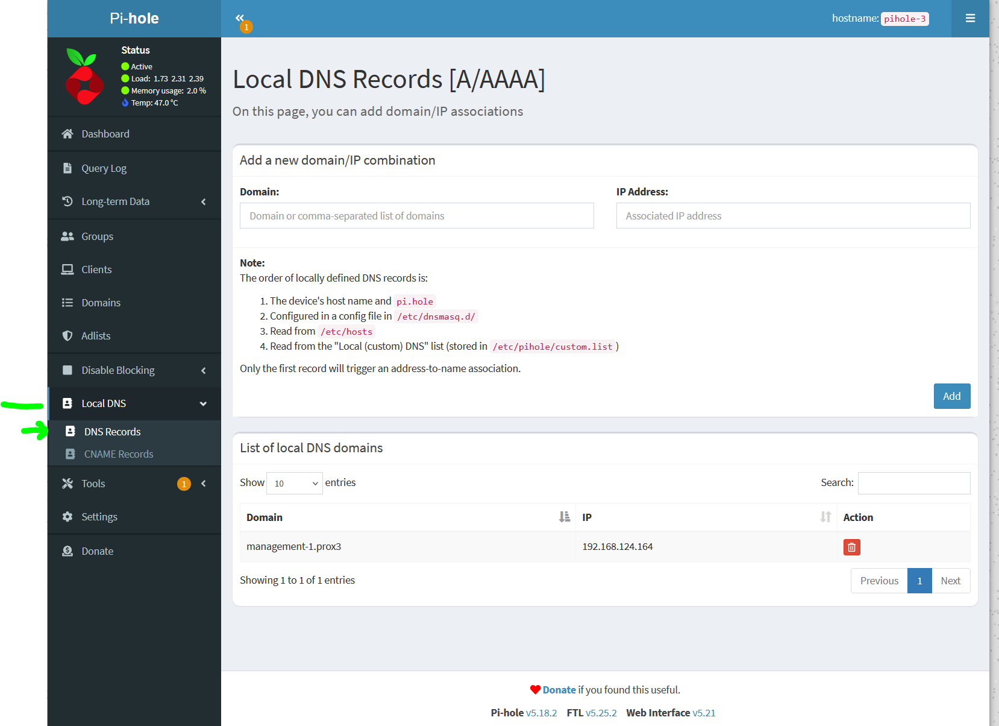 Pi-hole
1
hostname: pihole-3
Status
Active
Load: 1.73 2.31 2.39
Memory usage: 2.0 %
Temp: 47.0 °C
Dashboard
Query Log
Long-term Data
Groups
Clients
Domains
Adlists
Disable Blocking
Local DNS
DNS Records
CNAME Records
Tools 1
Settings
Donate
Local DNS Records [A/AAAA]
On this page, you can add domain/IP associations
Add a new domain/IP combination
Domain: IP Address:
Domain or comma-separated list of domains Associated IP address
Note:
The order of locally defined DNS records is:
1. The device's host name and pi.hole
2. Configured in a config file in /etc/dnsmasq.d/
3. Read from /etc/hosts
4. Read from the "Local (custom) DNS" list (stored in /etc/pihole/custom.list )
Only the first record will trigger an address-to-name association.
Add
List of local DNS domains
Show 10 entries Search:
Domain IP Action
management-1.prox3 192.168.124.164
Showing 1 to 1 of 1 entries Previous 1 Next
Donate if you found this useful.
Pi-hole v5.18.2 FTL v5.25.2 Web Interface v5.21